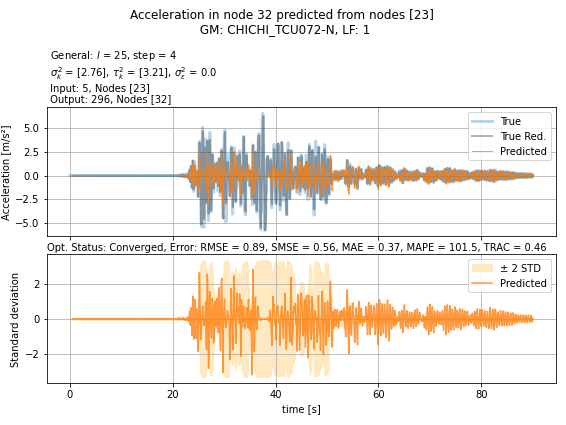 Acceleration in node 32 predicted from nodes [23]
GM: CHICHI_TCU072-N, LF: 1
General: l = 25, step = 4
σ²ₖ = [2.76], τ²ₖ = [3.21], σ²ε = 0.0
Input: 5, Nodes [23]
Output: 296, Nodes [32]
Acceleration [m/s²]
5.0
2.5
0.0
−2.5
−5.0
True
True Red.
Predicted
Opt. Status: Converged, Error: RMSE = 0.89, SMSE = 0.56, MAE = 0.37, MAPE = 101.5, TRAC = 0.46
Standard deviation
2
0
−2
± 2 STD
Predicted
0 20 40 60 80
time [s]